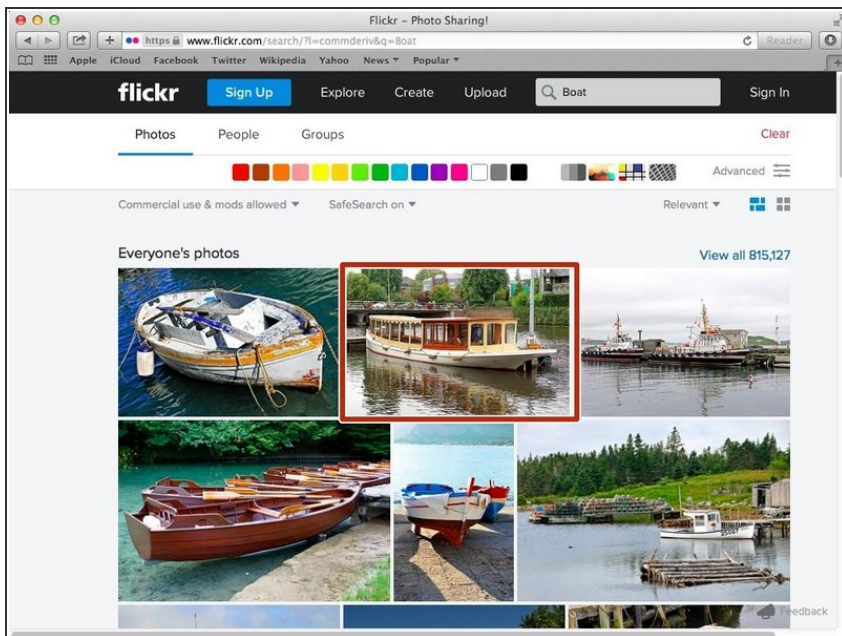 Flickr – Photo Sharing!
https www.flickr.com/search/?l=commderiv&q=Boat Reader
Apple iCloud Facebook Twitter Wikipedia Yahoo News Popular
flickr Sign Up Explore Create Upload Boat Sign In
Photos People Groups Clear
Advanced
Commercial use & mods allowed SafeSearch on Relevant
Everyone's photos View all 815,127
Feedback